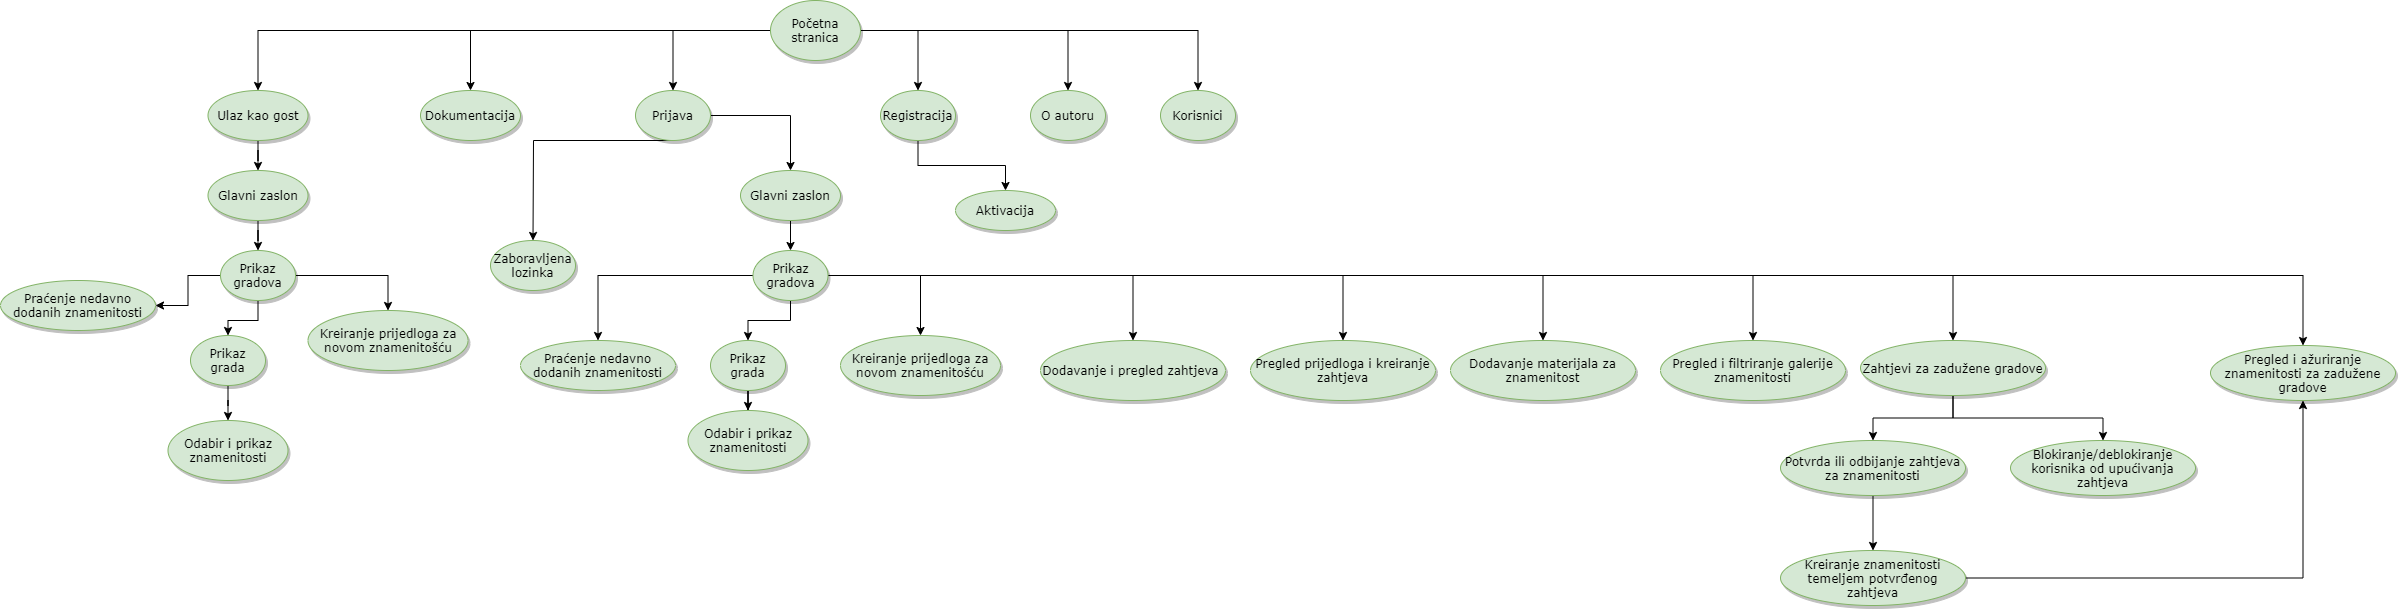 Početna
stranica
Ulaz kao gost
Dokumentacija
Prijava
Registracija
O autoru
Korisnici
Glavni zaslon
Glavni zaslon
Aktivacija
Zaboravljena
lozinka
Prikaz
gradova
Prikaz
gradova
Praćenje nedavno
dodanih znamenitosti
Kreiranje prijedloga za
novom znamenitošću
Prikaz
grada
Praćenje nedavno
dodanih znamenitosti
Prikaz
grada
Kreiranje prijedloga za
novom znamenitošću
Dodavanje i pregled zahtjeva
Pregled prijedloga i kreiranje
zahtjeva
Dodavanje materijala za
znamenitost
Pregled i filtriranje galerije
znamenitosti
Zahtjevi za zadužene gradove
Pregled i ažuriranje
znamenitosti za zadužene
gradove
Odabir i prikaz
znamenitosti
Odabir i prikaz
znamenitosti
Potvrda ili odbijanje zahtjeva
za znamenitosti
Blokiranje/deblokiranje
korisnika od upućivanja
zahtjeva
Kreiranje znamenitosti
temeljem potvrđenog
zahtjeva